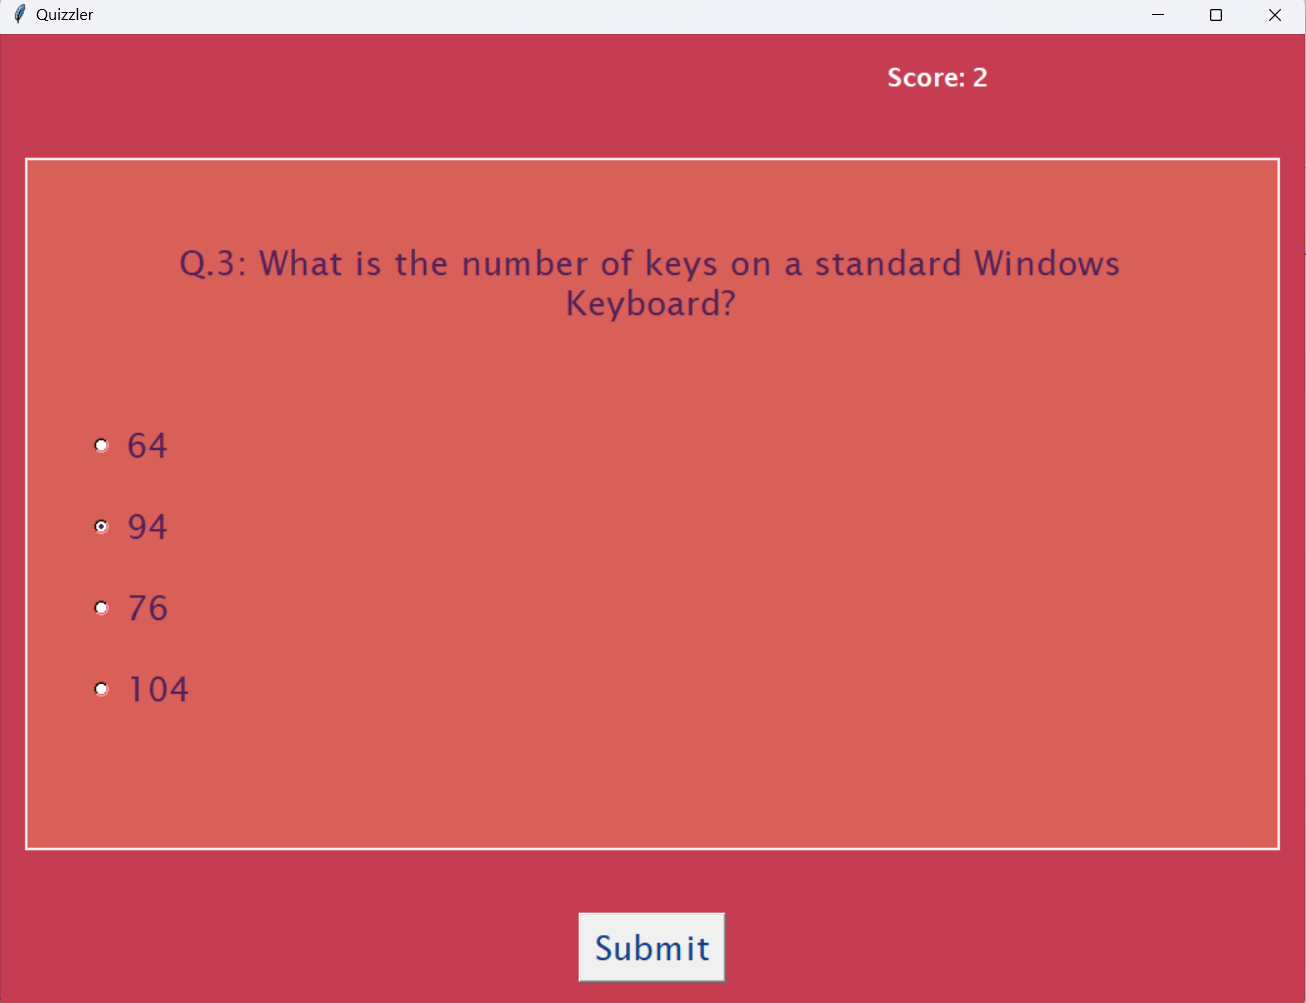 Quizzler
Score: 2
Q.3: What is the number of keys on a standard Windows
Keyboard?
64
94
76
104
Submit